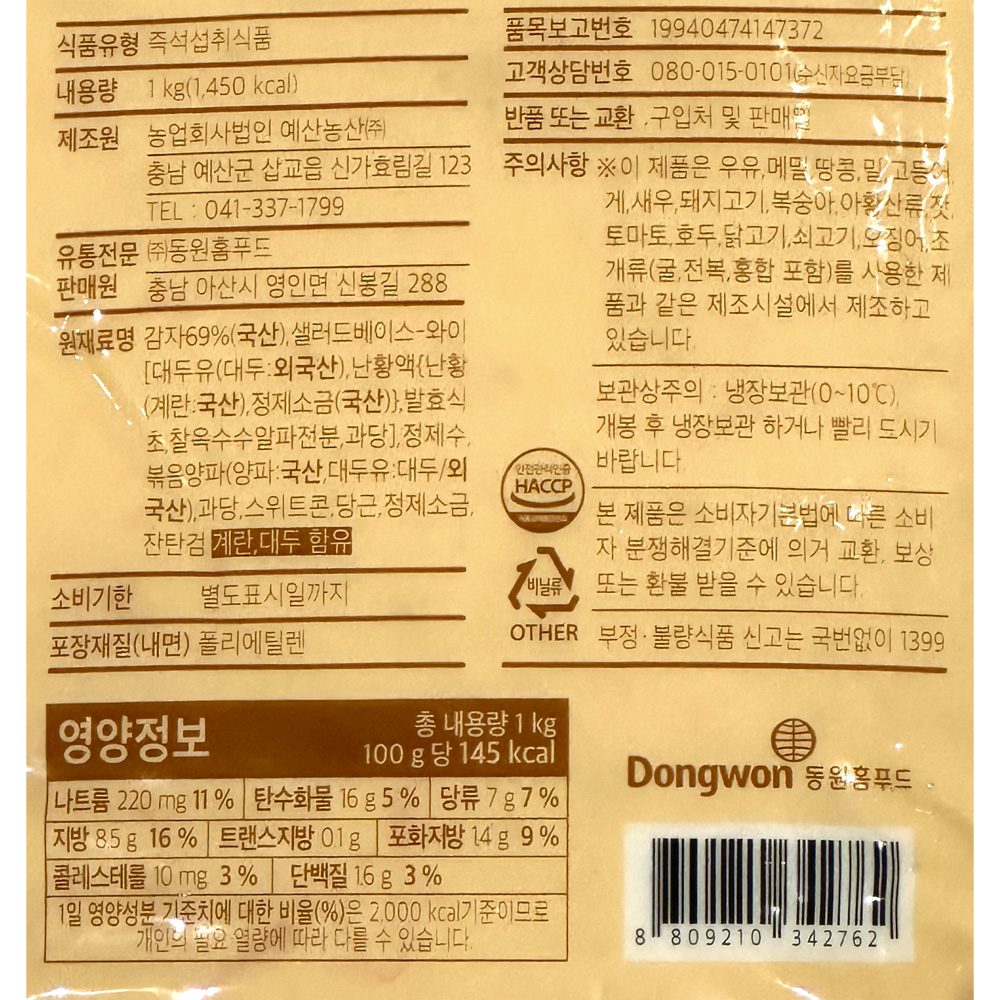 식품유형 즉석섭취식품
내용량 1 kg(1,450 kcal)
제조원 농업회사법인 예산농산㈜
충남 예산군 삽교읍 신가효림길 123
TEL : 041-337-1799
유통전문판매원 ㈜동원홈푸드
충남 아산시 영인면 신봉길 288
원재료명 감자69%(국산),샐러드베이스-와이
[대두유(대두:외국산),난황액{난황
(계란:국산),정제소금(국산)},발효식
초,찰옥수수알파전분,과당],정제수,
볶음양파(양파:국산,대두유:대두/외
국산),과당,스위트콘,당근,정제소금,
잔탄검 계란,대두 함유
소비기한 별도표시일까지
포장재질(내면) 폴리에틸렌
품목보고번호 19940474147372
고객상담번호 080-015-0101(수신자요금부담)
반품 또는 교환 .구입처 및 판매원
주의사항 ※이 제품은 우유,메밀,땅콩,밀,고등어,
게,새우,돼지고기,복숭아,아황산류,잣,
토마토,호두,닭고기,쇠고기,오징어,조
개류(굴,전복,홍합 포함)를 사용한 제
품과 같은 제조시설에서 제조하고
있습니다.
보관상주의 : 냉장보관(0~10℃),
개봉 후 냉장보관 하거나 빨리 드시기
바랍니다.
안전관리인증
HACCP
본 제품은 소비자기본법에 따른 소비
자 분쟁해결기준에 의거 교환, 보상
또는 환불 받을 수 있습니다.
비닐류
OTHER
부정·불량식품 신고는 국번없이 1399
영양정보 총 내용량 1 kg
100 g 당 145 kcal
나트륨 220 mg 11 % 탄수화물 16 g 5 % 당류 7 g 7 %
지방 8.5 g 16 % 트랜스지방 0.1 g 포화지방 1.4 g 9 %
콜레스테롤 10 mg 3 % 단백질 1.6 g 3 %
1일 영양성분 기준치에 대한 비율(%)은 2,000 kcal기준이므로
개인의 필요 열량에 따라 다를 수 있습니다.
Dongwon 동원홈푸드
8 809210 342762